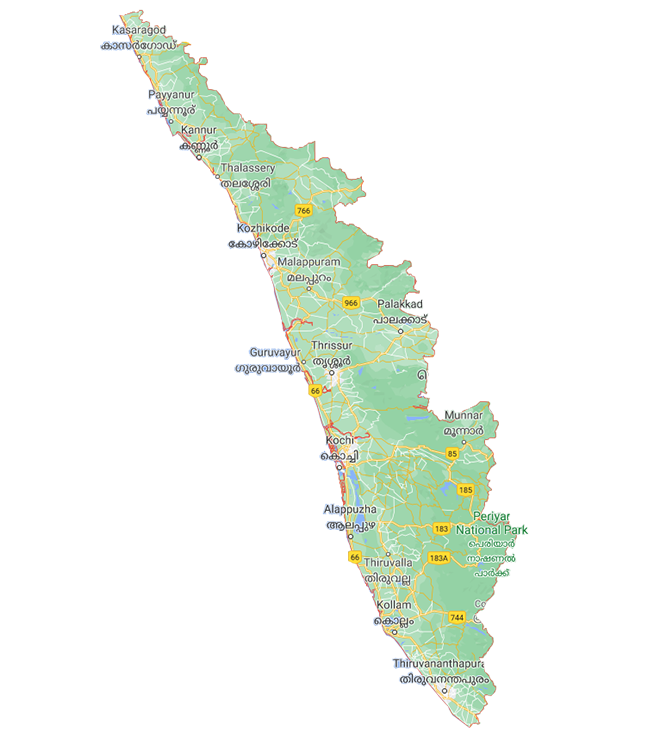 Kasaragod
കാസർഗോഡ്
Payyanur
പയ്യന്നൂര്
Kannur
കണ്ണൂർ
Thalassery
തലശ്ശേരി
766
Kozhikode
കോഴിക്കോട്
Malappuram
മലപ്പുറം
966
Palakkad
പാലക്കാട്
Thrissur
തൃശ്ശൂർ
Guruvayur
ഗുരുവായൂർ
66
Munnar
മൂന്നാർ
Kochi
കൊച്ചി
85
185
Alappuzha
ആലപ്പുഴ
Periyar
National Park
പെരിയാർ
നാഷണൽ
പാർക്ക്
183
66
183A
Thiruvalla
തിരുവല്ല
Kollam
കൊല്ലം
744
Thiruvananthapura
തിരുവനന്തപുരം